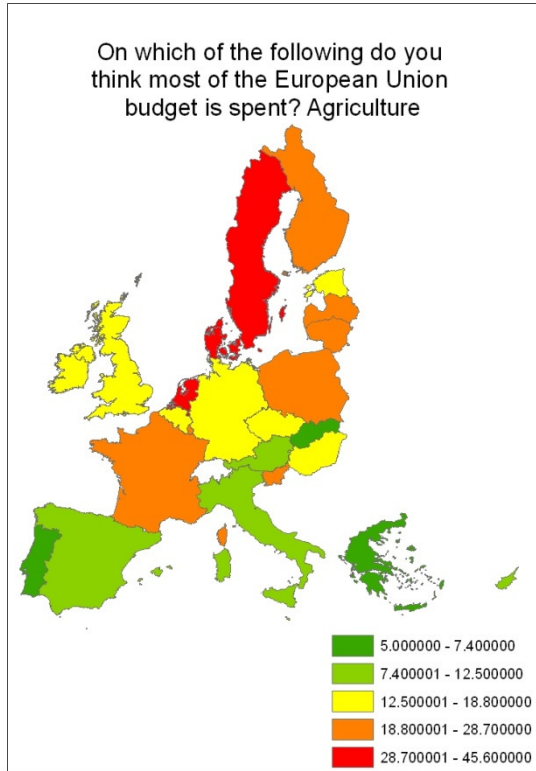 On which of the following do you
think most of the European Union
budget is spent? Agriculture
5.000000 - 7.400000
7.400001 - 12.500000
12.500001 - 18.800000
18.800001 - 28.700000
28.700001 - 45.600000